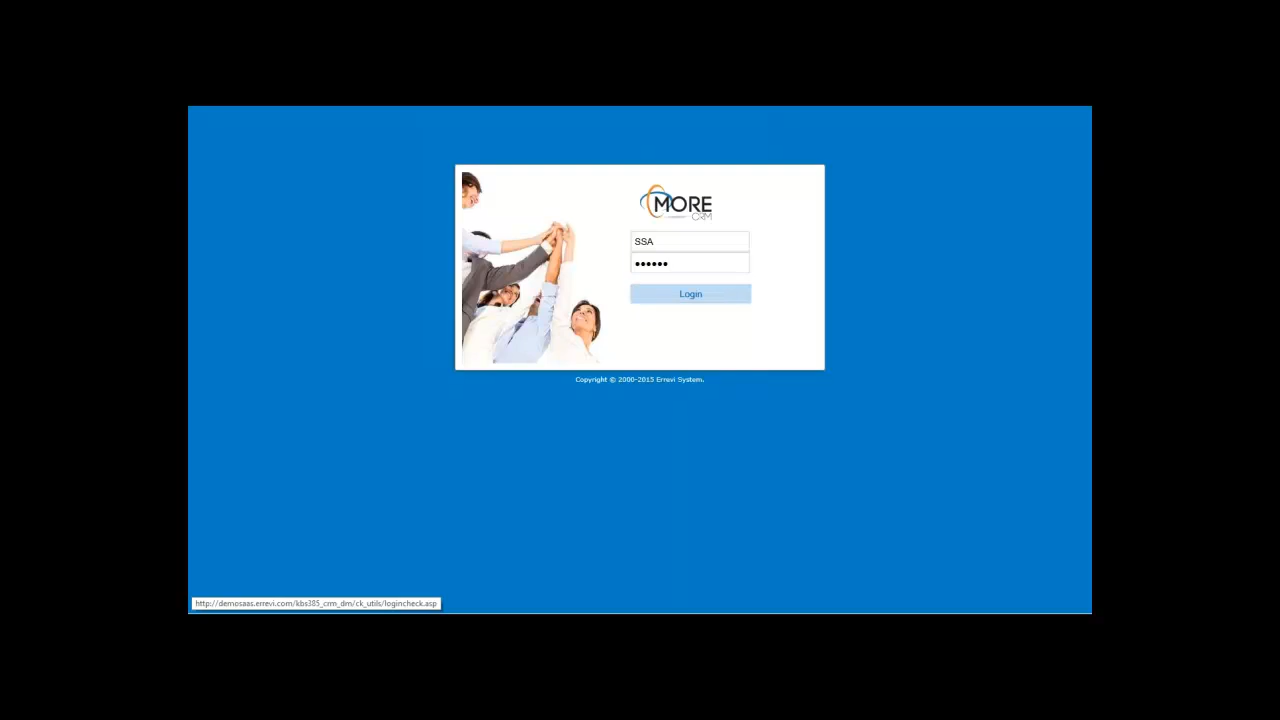 MORE
CRM
SSA
●●●●●●
Login
Copyright © 2000-2015 Errevi System.
http://demosaas.errevi.com/kbs385_crm_dm/ck_utils/logincheck.asp